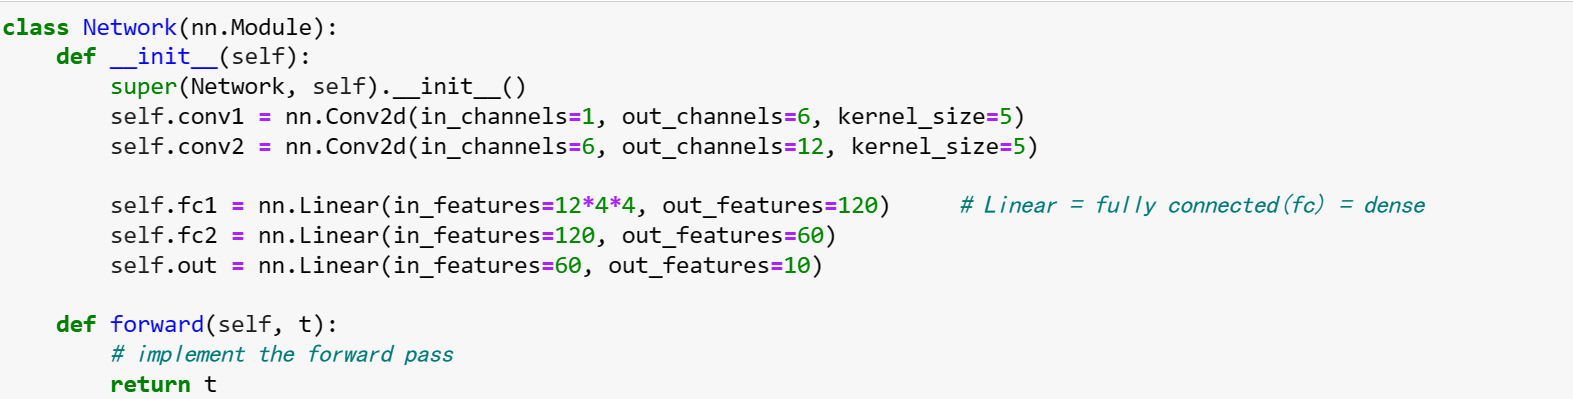 class Network(nn.Module):
    def __init__(self):
        super(Network, self).__init__()
        self.conv1 = nn.Conv2d(in_channels=1, out_channels=6, kernel_size=5)
        self.conv2 = nn.Conv2d(in_channels=6, out_channels=12, kernel_size=5)
        self.fc1 = nn.Linear(in_features=12*4*4, out_features=120)     # Linear = fully connected(fc) = dense
        self.fc2 = nn.Linear(in_features=120, out_features=60)
        self.out = nn.Linear(in_features=60, out_features=10)
    def forward(self, t):
        # implement the forward pass
        return t